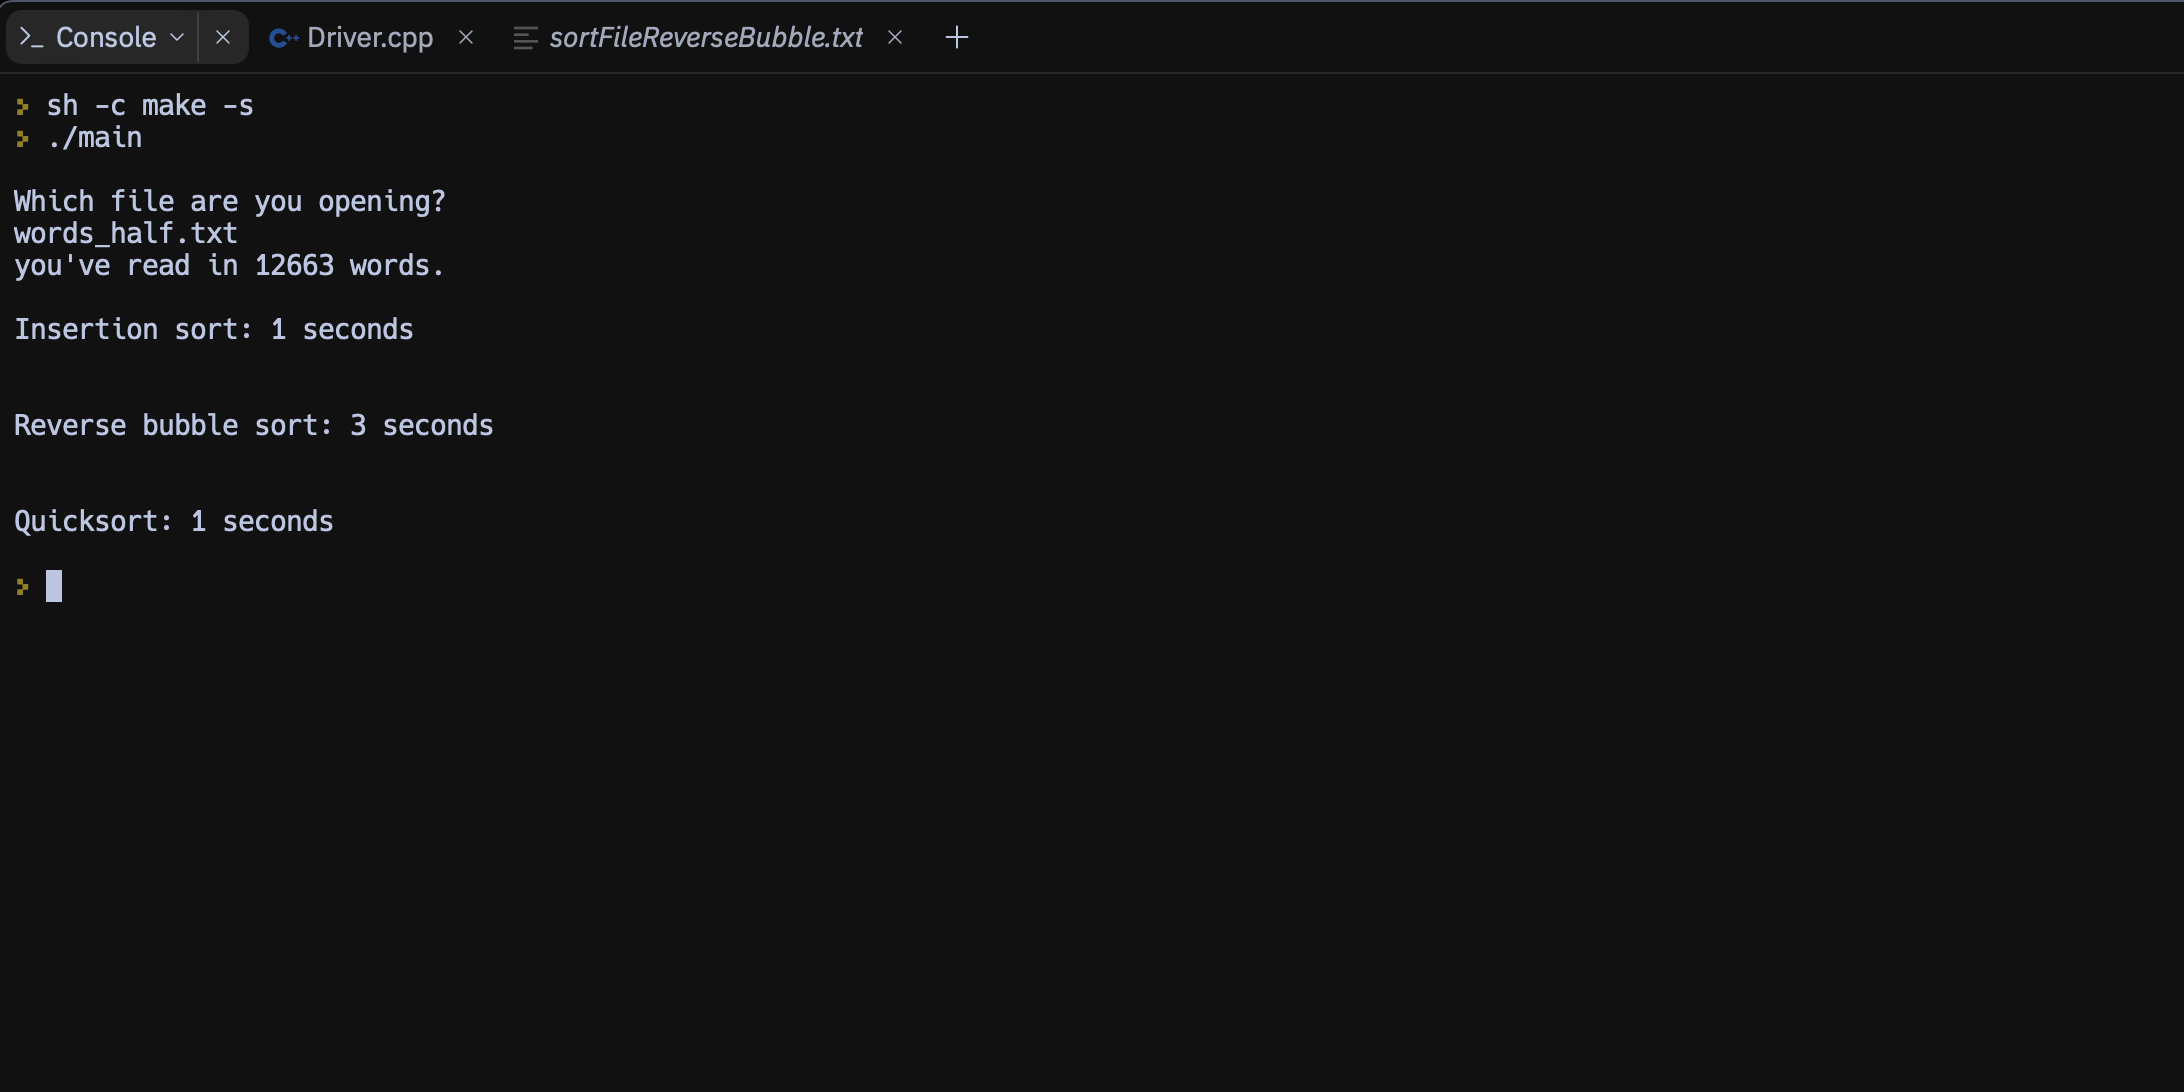 >_ Console
Driver.cpp
sortFileReverseBubble.txt
sh -c make -s
./main
Which file are you opening?
words_half.txt
you've read in 12663 words.
Insertion sort: 1 seconds
Reverse bubble sort: 3 seconds
Quicksort: 1 seconds